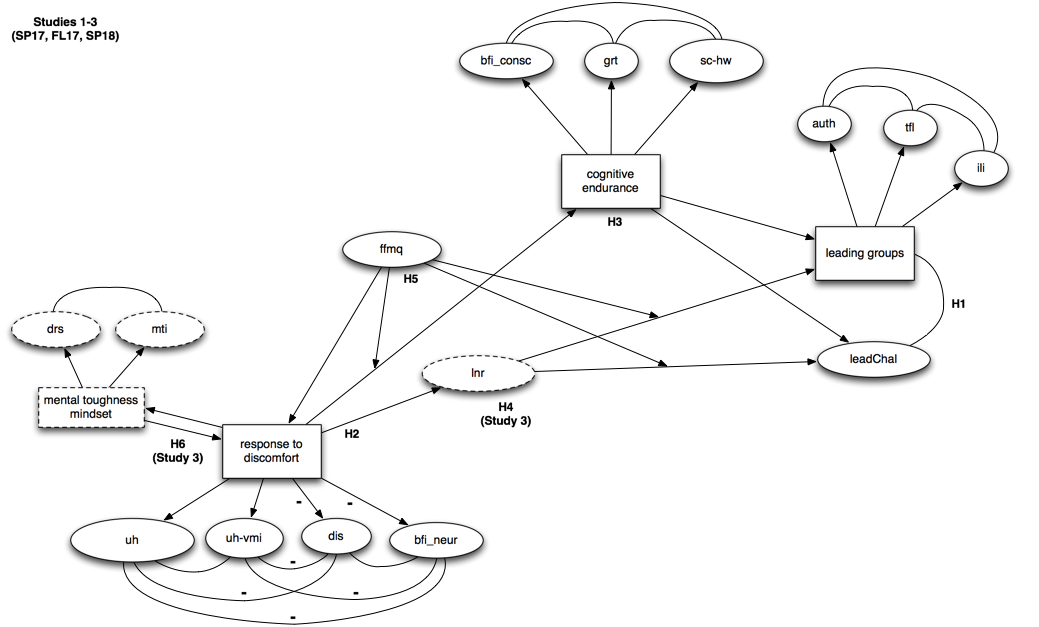 Studies 1-3
(SP17, FL17, SP18)
bfi_consc
grt
sc-hw
auth
tfl
ili
cognitive
endurance
H3
leading groups
ffmq
H5
H1
drs
mti
leadChal
lnr
mental toughness
mindset
H4
(Study 3)
H2
H6
(Study 3)
response to
discomfort
-
-
uh
uh-vmi
dis
bfi_neur
-
-
-
-